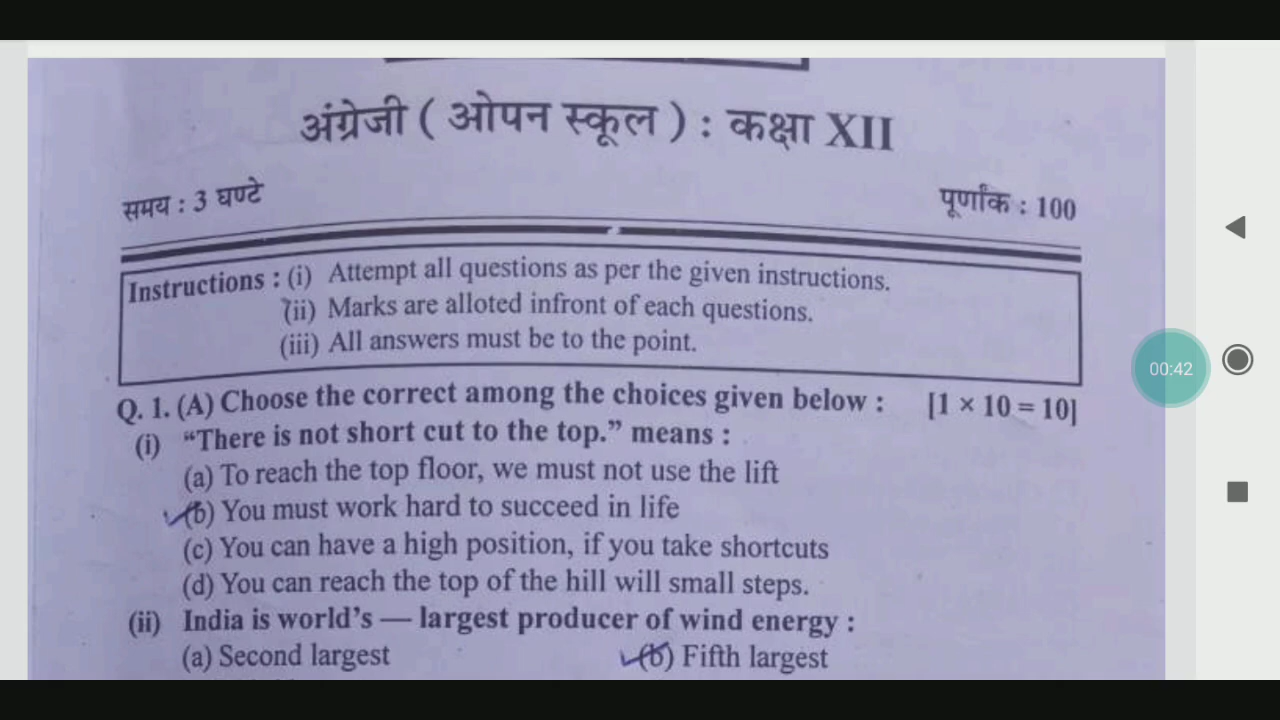 अंग्रेजी ( ओपन स्कूल ) : कक्षा XII
समय : 3 घण्टे पूर्णांक : 100
Instructions : (i) Attempt all questions as per the given instructions.
(ii) Marks are alloted infront of each questions.
(iii) All answers must be to the point.
Q. 1. (A) Choose the correct among the choices given below : [1 × 10 = 10]
(i) “There is not short cut to the top.” means :
(a) To reach the top floor, we must not use the lift
(b) You must work hard to succeed in life
(c) You can have a high position, if you take shortcuts
(d) You can reach the top of the hill will small steps.
(ii) India is world’s — largest producer of wind energy :
(a) Second largest (b) Fifth largest
00:42